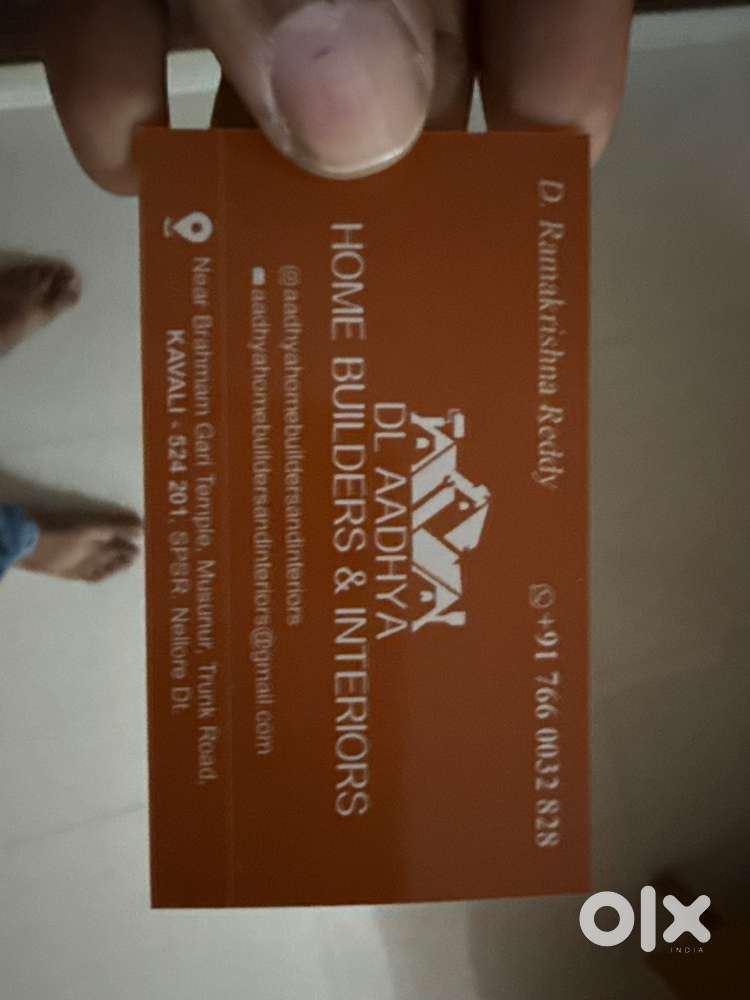 D. Ramakrishna Reddy
+91 766 0032 828
DL AADHYA
HOME BUILDERS & INTERIORS
@aadhyahomebuildersandinteriors
aadhyahomebuildersandinteriors@gmail.com
Near Brahmam Gari Temple, Musunur, Trunk Road,
KAVALI - 524 201, SPSR Nellore Dt.
olx
INDIA